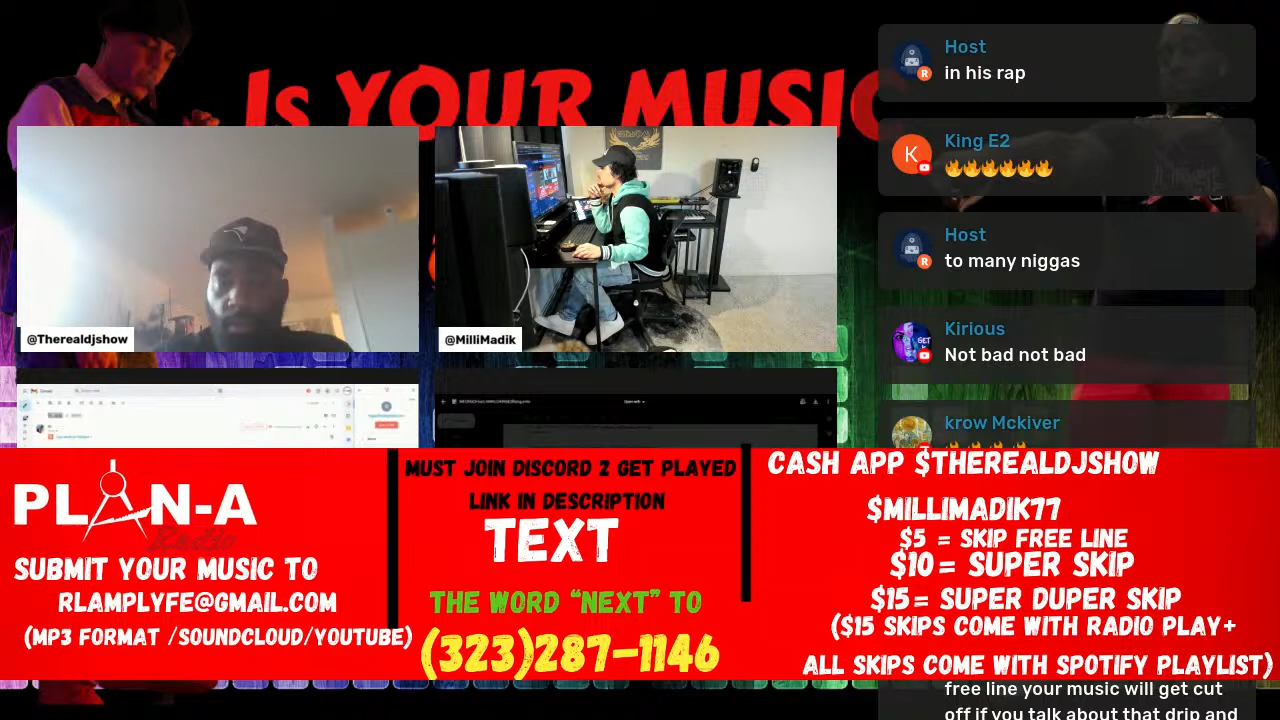 Is YOUR MUSIC
@Therealdjshow
@MilliMadik
Host
in his rap
King E2
🔥🔥🔥🔥🔥🔥
Host
to many niggas
Kirious
Not bad not bad
krow Mckiver
PLAN-A
Radio
SUBMIT YOUR MUSIC TO
RLAMPLYFE@GMAIL.COM
(MP3 FORMAT /SOUNDCLOUD/YOUTUBE)
MUST JOIN DISCORD 2 GET PLAYED
LINK IN DESCRIPTION
TEXT
THE WORD "NEXT" TO
(323)287-1146
CASH APP $THEREALDJSHOW
$MILLIMADIK77
$5 = SKIP FREE LINE
$10 = SUPER SKIP
$15 = SUPER DUPER SKIP
($15 SKIPS COME WITH RADIO PLAY+
ALL SKIPS COME WITH SPOTIFY PLAYLIST)
free line your music will get cut
off if you talk about that drip and